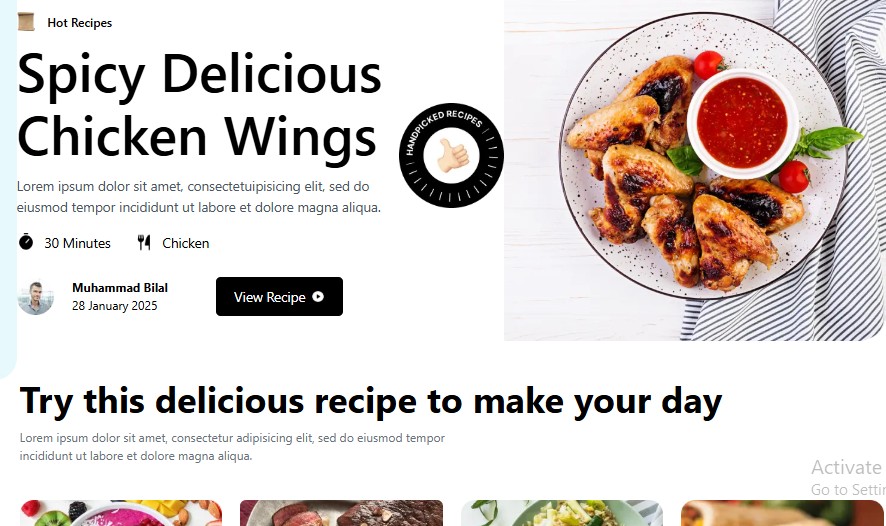 Hot Recipes
Spicy Delicious
Chicken Wings
HANDPICKED RECIPES
Lorem ipsum dolor sit amet, consectetuipisicing elit, sed do
eiusmod tempor incididunt ut labore et dolore magna aliqua.
30 Minutes
Chicken
Muhammad Bilal
28 January 2025
View Recipe
Try this delicious recipe to make your day
Lorem ipsum dolor sit amet, consectetur adipisicing elit, sed do eiusmod tempor
incididunt ut labore et dolore magna aliqua.
Activate
Go to Settin